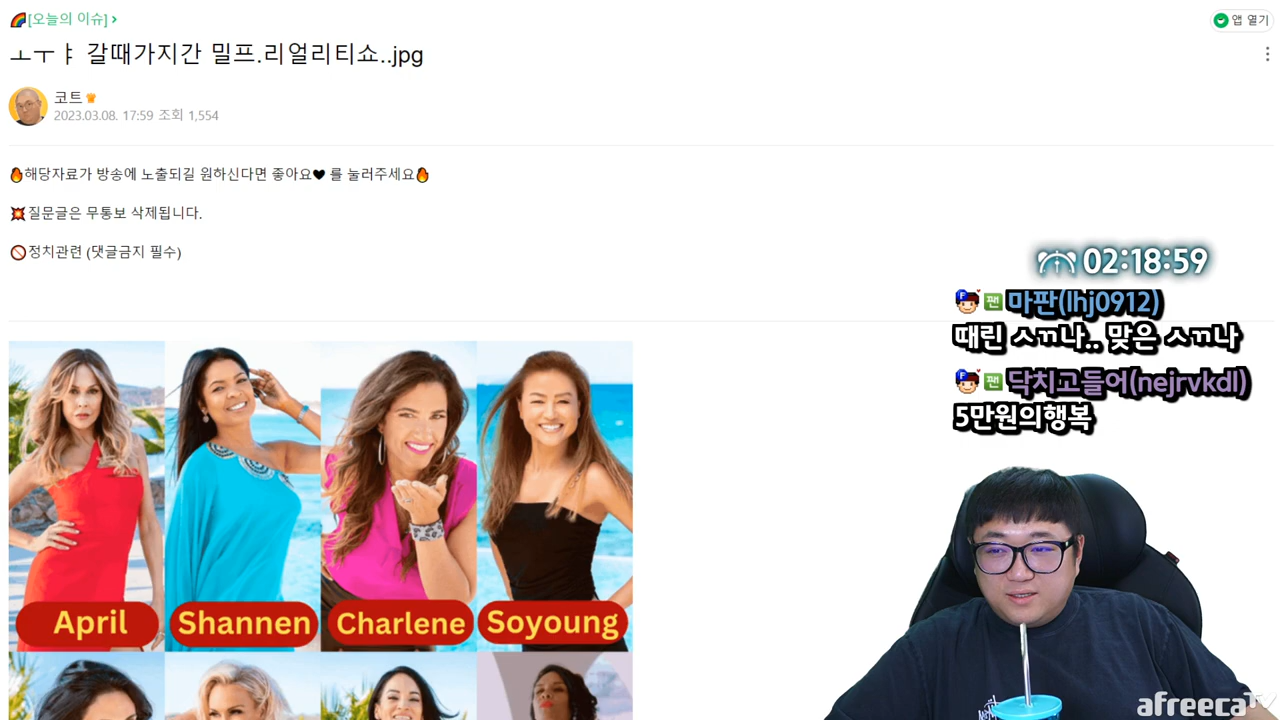 [오늘의 이슈] >
앱 열기
ㅗㅜㅑ 갈때가지간 밀프.리얼리티쇼..jpg
코트
2023.03.08. 17:59 조회 1,554
해당자료가 방송에 노출되길 원하신다면 좋아요🖤 를 눌러주세요
질문글은 무통보 삭제됩니다.
정치관련 (댓글금지 필수)
02:18:59
F 팬 마판(lhj0912)
때린 ㅅㄲ나.. 맞은 ㅅㄲ나
F 팬 닥치고들어(nejrvkdl)
5만원의행복
April
Shannen
Charlene
Soyoung
afreecaTV